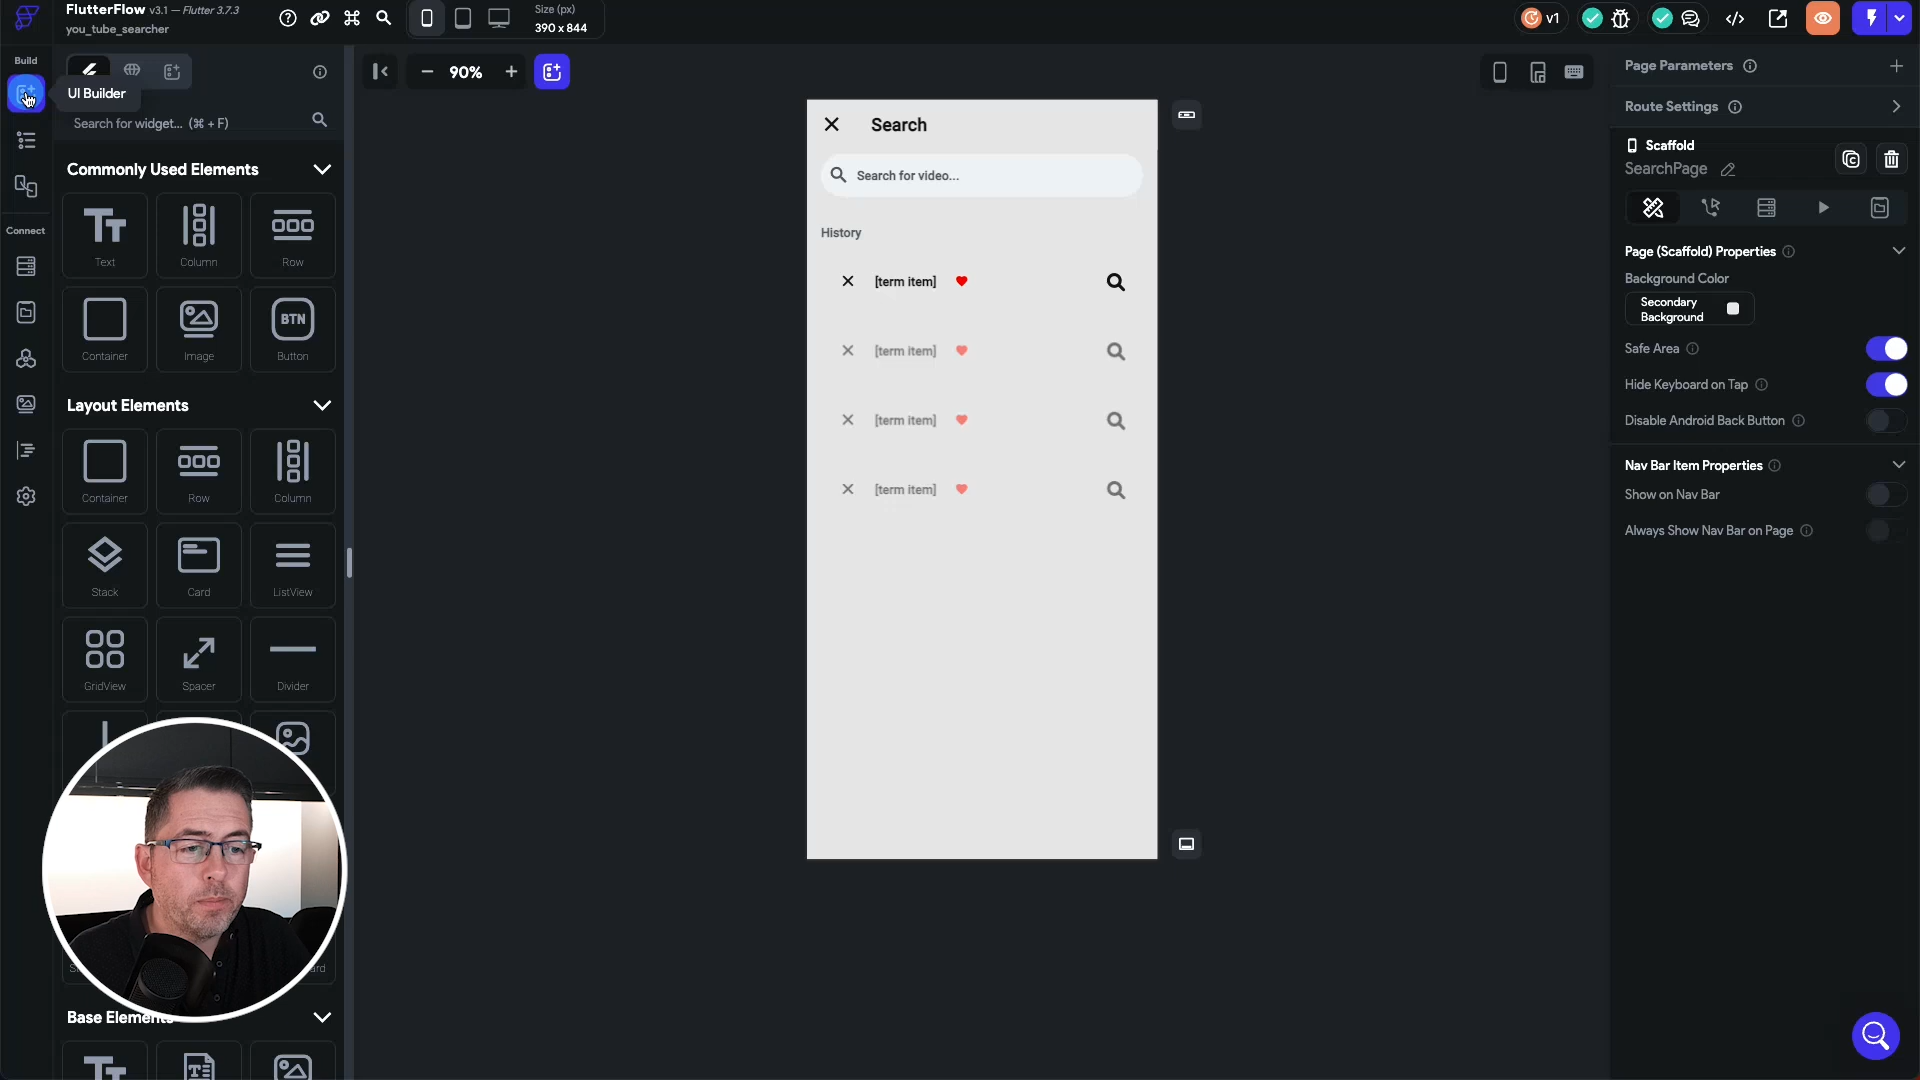 FlutterFlow v3.1 — Flutter 3.7.3
you_tube_searcher
Size (px)
390 x 844
v1
Build
UI Builder
Search for widget... (⌘ + F)
90%
Connect
Commonly Used Elements
Text
Column
Row
Container
Image
BTN
Button
Layout Elements
Container
Row
Column
Stack
Card
ListView
GridView
Spacer
Divider
Base Elements
Search
Search for video...
History
[term item]
[term item]
[term item]
[term item]
Page Parameters
Route Settings
Scaffold
SearchPage
Page (Scaffold) Properties
Background Color
Secondary
Background
Safe Area
Hide Keyboard on Tap
Disable Android Back Button
Nav Bar Item Properties
Show on Nav Bar
Always Show Nav Bar on Page